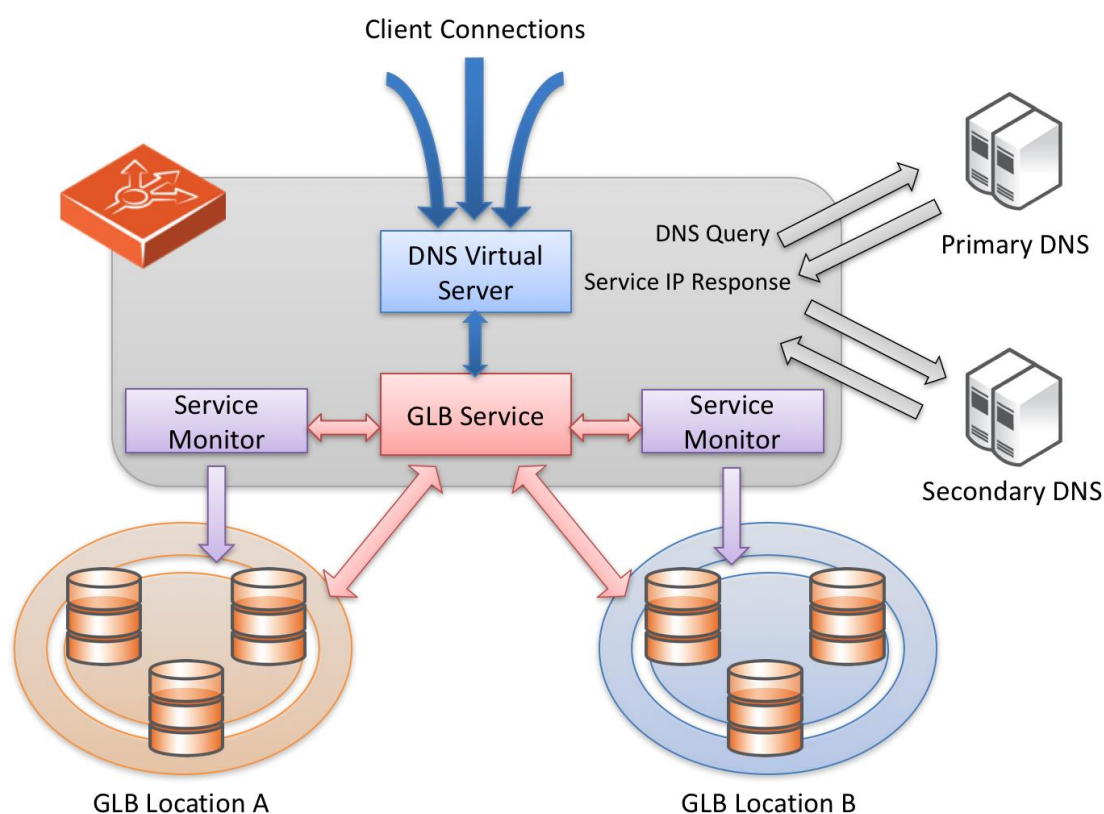 Client Connections
DNS Query
Primary DNS
DNS Virtual
Server
Service IP Response
Service
Monitor
GLB Service
Service
Monitor
Secondary DNS
GLB Location A
GLB Location B